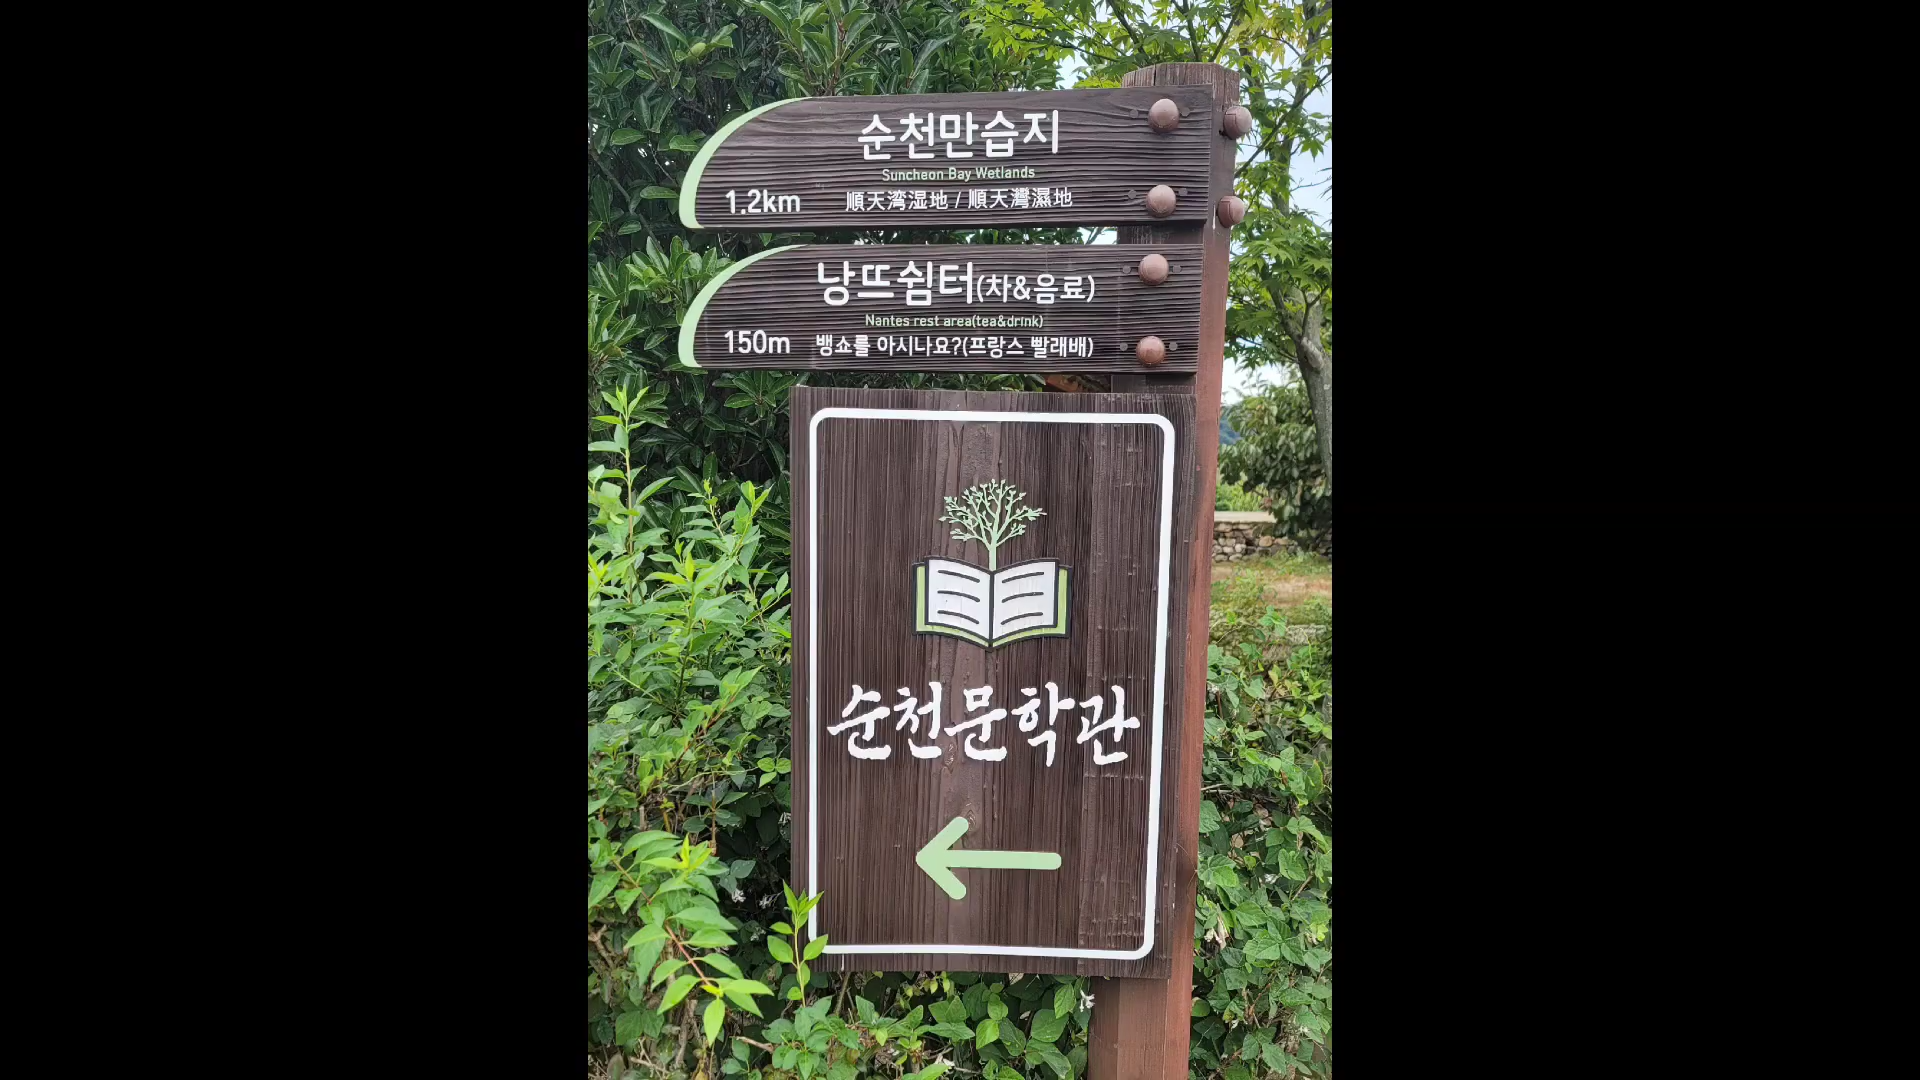 순천만습지
Suncheon Bay Wetlands
1.2km 順天湾湿地 / 順天灣濕地
낭뜨쉼터(차&음료)
Nantes rest area(tea&drink)
150m 뱅쇼를 아시나요?(프랑스 빨래배)
순천문학관